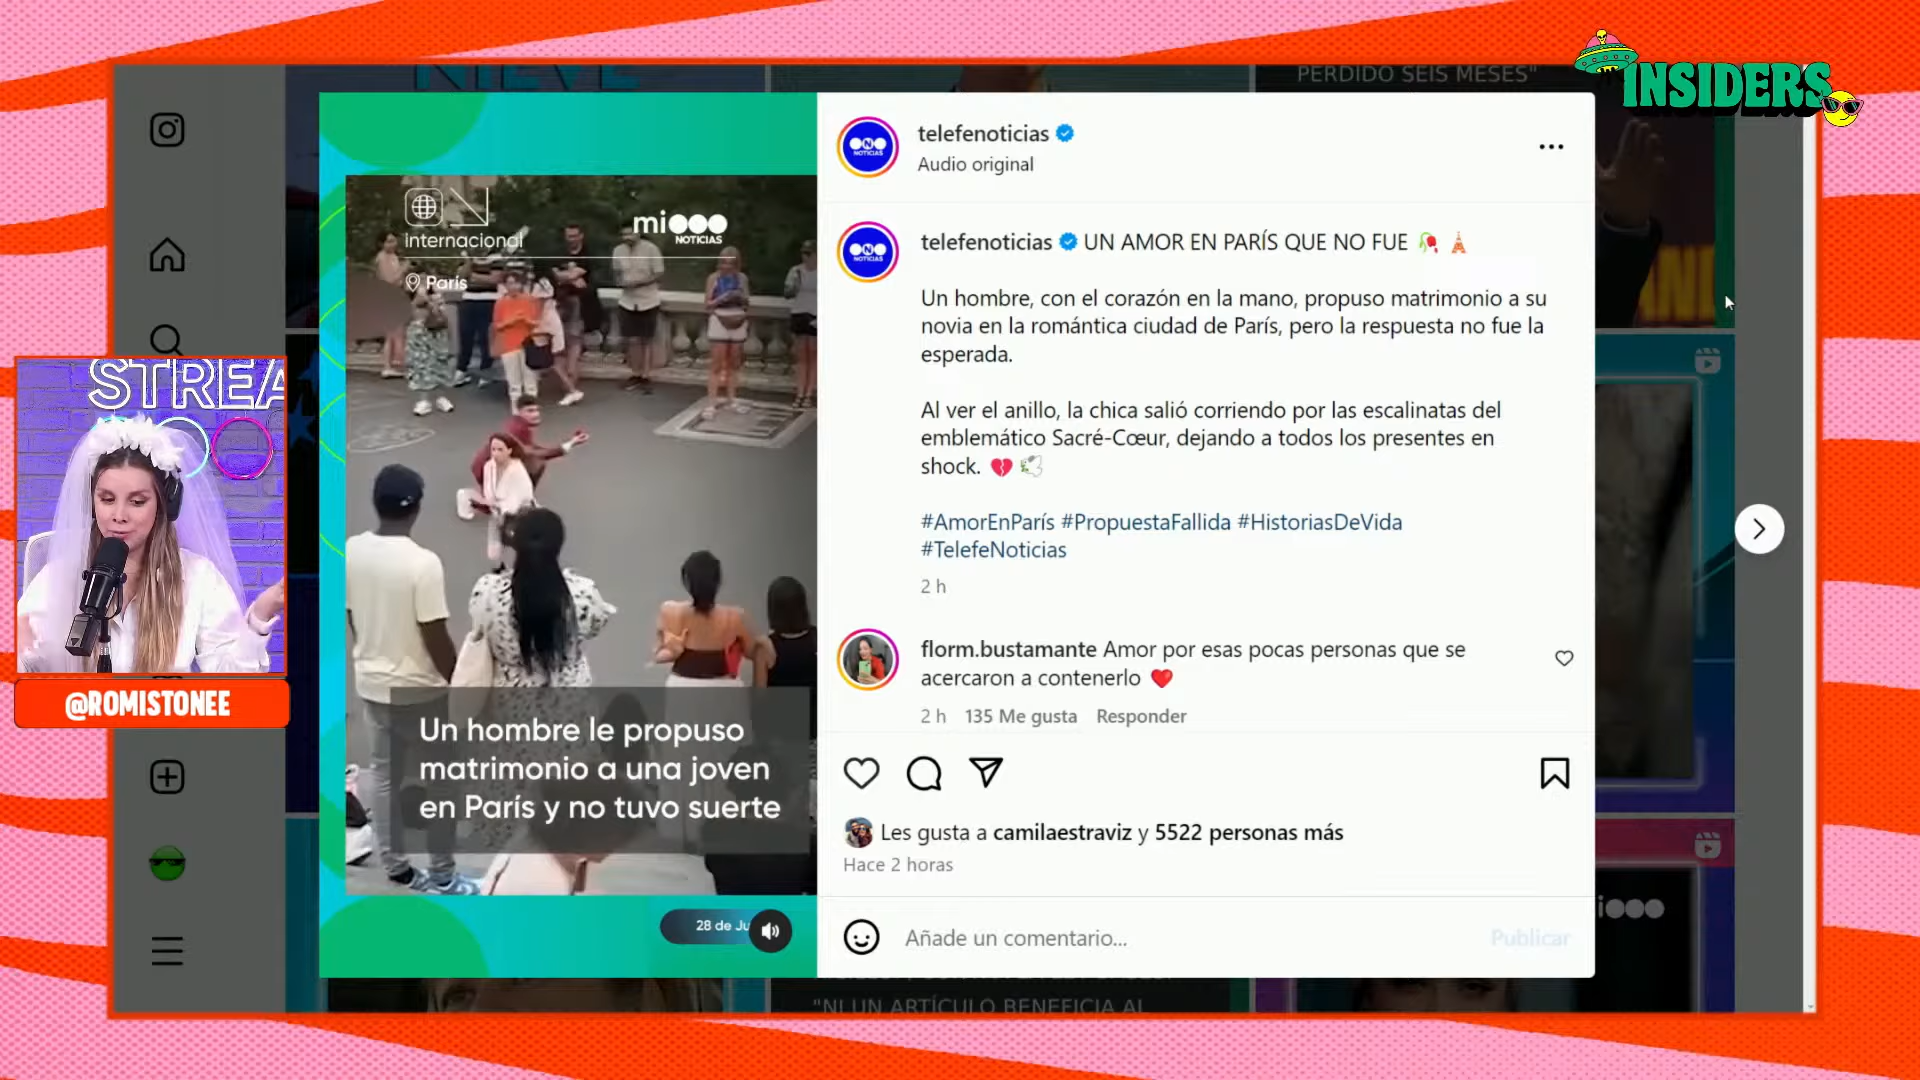 PERDIDO SEIS MESES"
INSIDERS
NIEVE
telefenoticias
Audio original
NOTICIAS
internacional
mi
NOTICIAS
París
telefenoticias UN AMOR EN PARÍS QUE NO FUE 🥀 🗼
Un hombre, con el corazón en la mano, propuso matrimonio a su
novia en la romántica ciudad de París, pero la respuesta no fue la
esperada.
Al ver el anillo, la chica salió corriendo por las escalinatas del
emblemático Sacré-Cœur, dejando a todos los presentes en
shock. 💔 🕊️
#AmorEnParís #PropuestaFallida #HistoriasDeVida
#TelefeNoticias
2 h
florm.bustamante Amor por esas pocas personas que se
acercaron a contenerlo ❤️
2 h 135 Me gusta Responder
STREA
@ROMISTONEE
Un hombre le propuso
matrimonio a una joven
en París y no tuvo suerte
Les gusta a camilaestraviz y 5522 personas más
Hace 2 horas
28 de Ju
Añade un comentario...
Publicar
"NI UN ARTÍCULO BENEFICIA AL